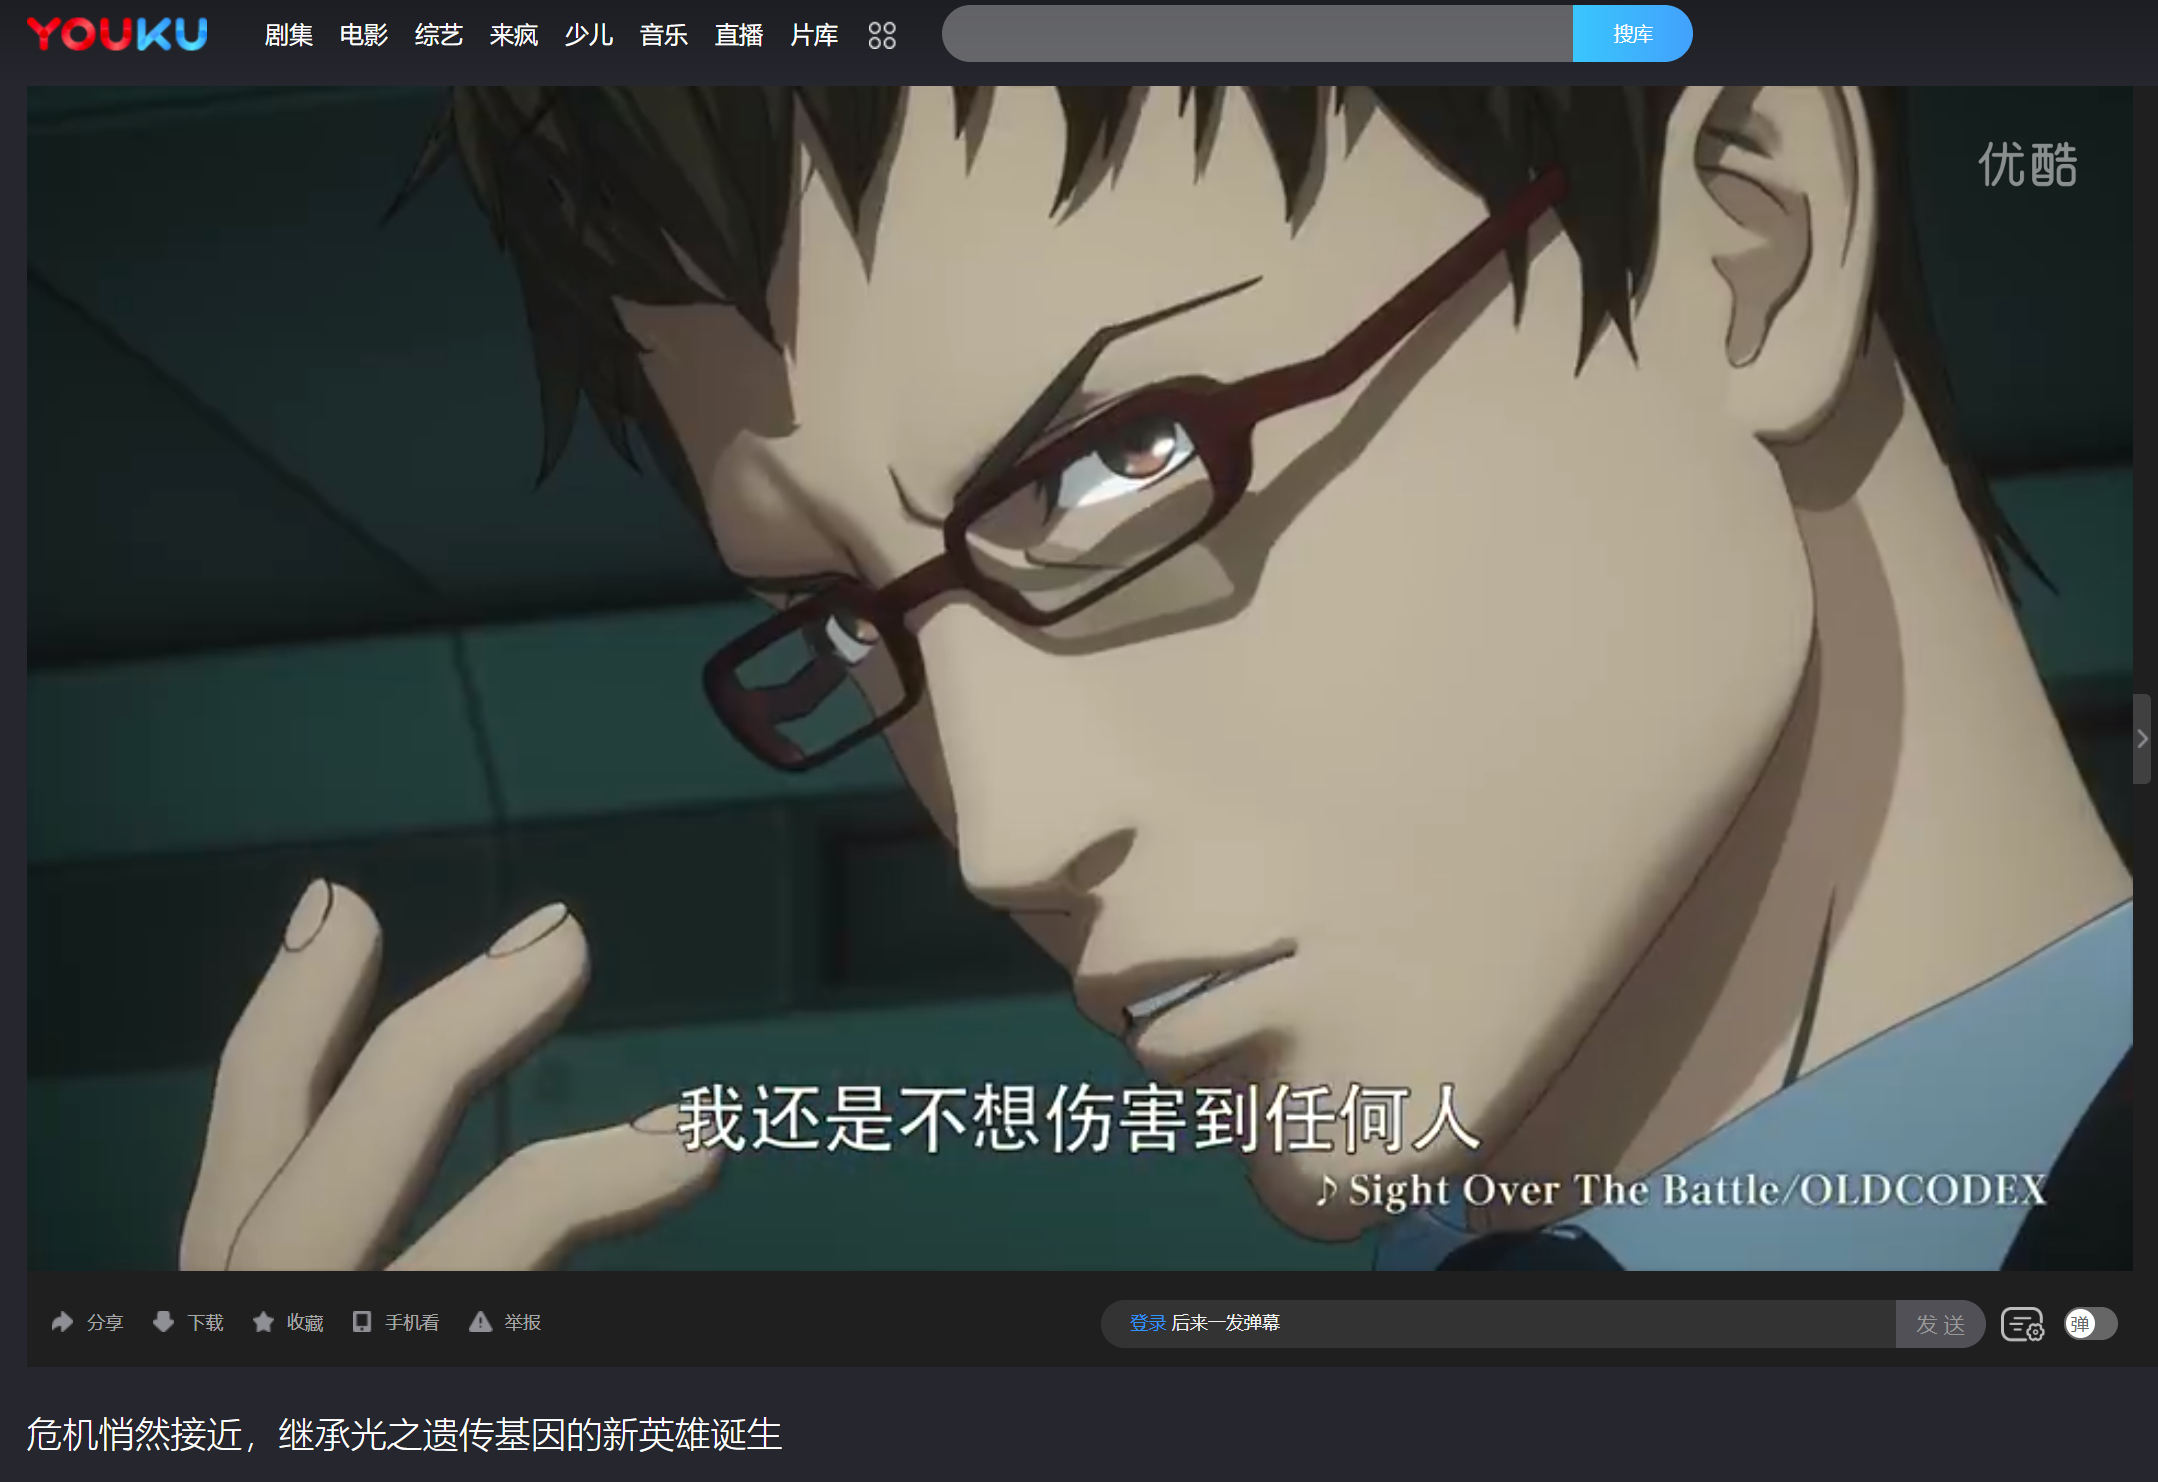 YOUKU 剧集 电影 综艺 来疯 少儿 音乐 直播 片库 搜库
优酷
我还是不想伤害到任何人
♪Sight Over The Battle/OLDCODEX
分享 下载 收藏 手机看 举报 登录 后来一发弹幕 发送 弹
危机悄然接近，继承光之遗传基因的新英雄诞生